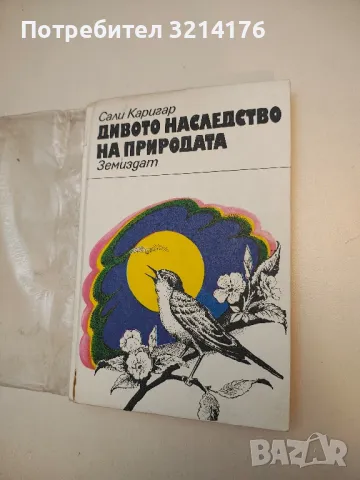 Потребител 3214176
Сали Каригар
ДИВОТО НАСЛЕДСТВО
НА ПРИРОДАТА
Земиздат
BAZAR